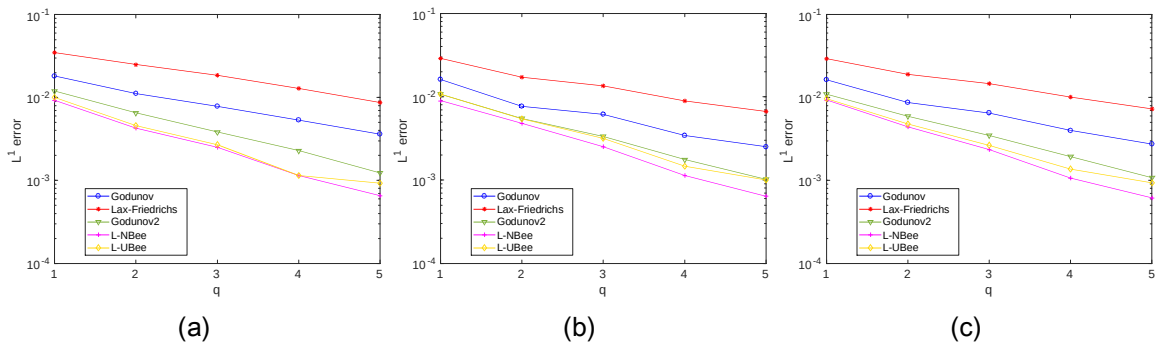 10^-1
10^-2
10^-3
10^-4
L^1 error
1 2 3 4 5
q
Godunov
Lax-Friedrichs
Godunov2
L-NBee
L-UBee
(a)
10^-1
10^-2
10^-3
10^-4
L^1 error
1 2 3 4 5
q
Godunov
Lax-Friedrichs
Godunov2
L-NBee
L-UBee
(b)
10^-1
10^-2
10^-3
10^-4
L^1 error
1 2 3 4 5
q
Godunov
Lax-Friedrichs
Godunov2
L-NBee
L-UBee
(c)